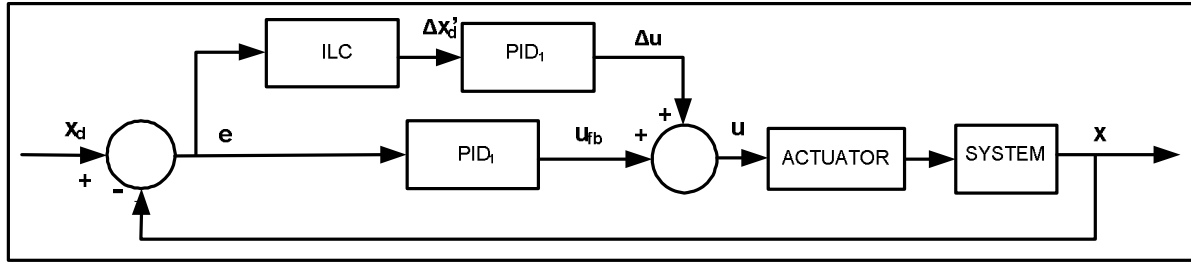 Δx'd
ILC
PID1
Δu
+
xd
e
ufb
+
u
x
PID1
ACTUATOR
SYSTEM
+
-